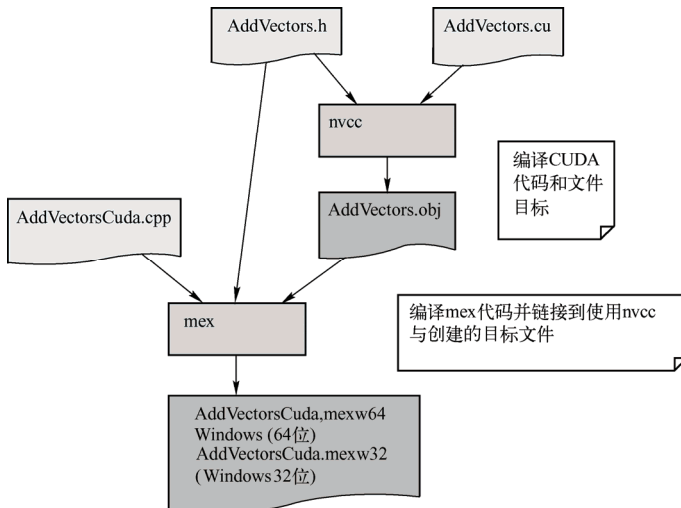 AddVectors.h
AddVectors.cu
nvcc
编译CUDA
代码和文件
目标
AddVectorsCuda.cpp
AddVectors.obj
mex
编译mex代码并链接到使用nvcc
与创建的目标文件
AddVectorsCuda,mexw64
Windows (64位)
AddVectorsCuda.mexw32
(Windows32位)